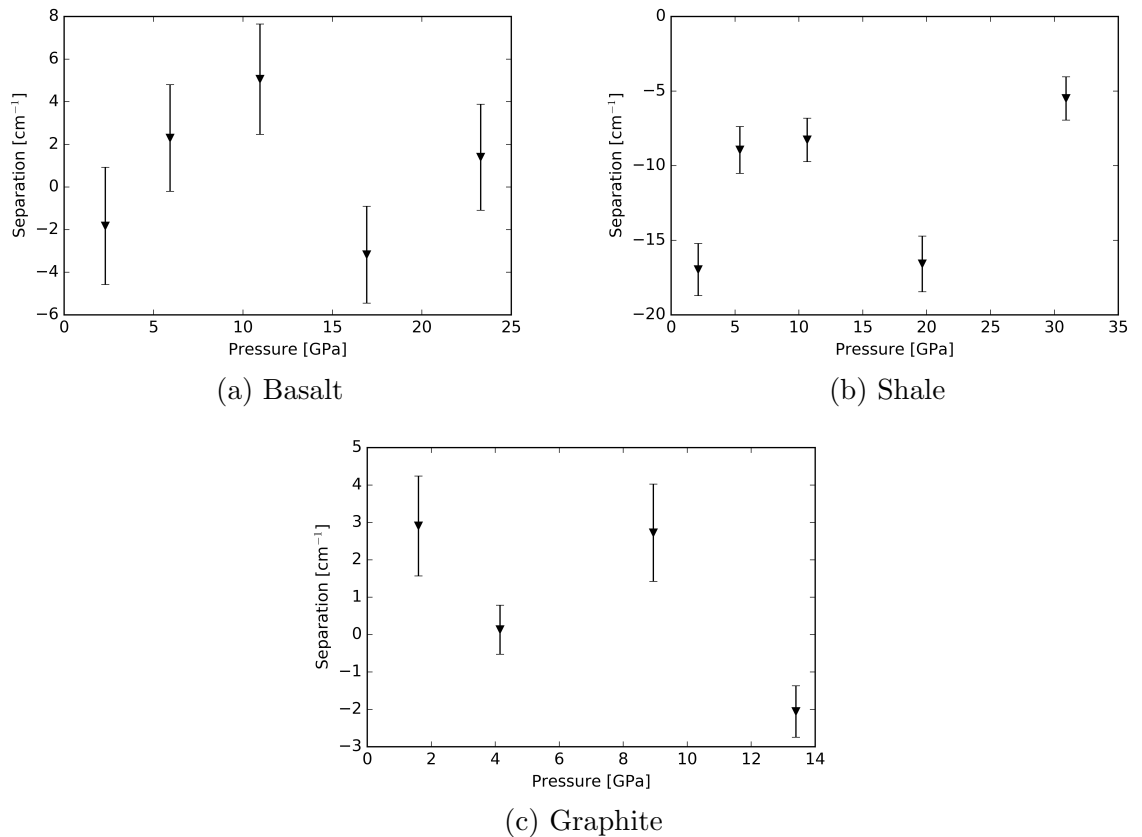 8
6
4
2
0
−2
−4
−6
Separation [cm⁻¹]
0 5 10 15 20 25
Pressure [GPa]
(a) Basalt
0
−5
−10
−15
−20
Separation [cm⁻¹]
0 5 10 15 20 25 30 35
Pressure [GPa]
(b) Shale
5
4
3
2
1
0
−1
−2
−3
Separation [cm⁻¹]
0 2 4 6 8 10 12 14
Pressure [GPa]
(c) Graphite